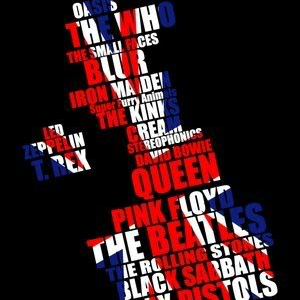 OASIS
THE WHO
THE SMALL FACES
BLUR
IRON MAIDEN
Super Furry Animals
THE KINKS
CREAM
STEREOPHONICS
DAVID BOWIE
QUEEN
LED
ZEPPELIN
T. REX
PINK FLOYD
THE BEATLES
THE ROLLING STONES
BLACK SABBATH
X PISTOLS